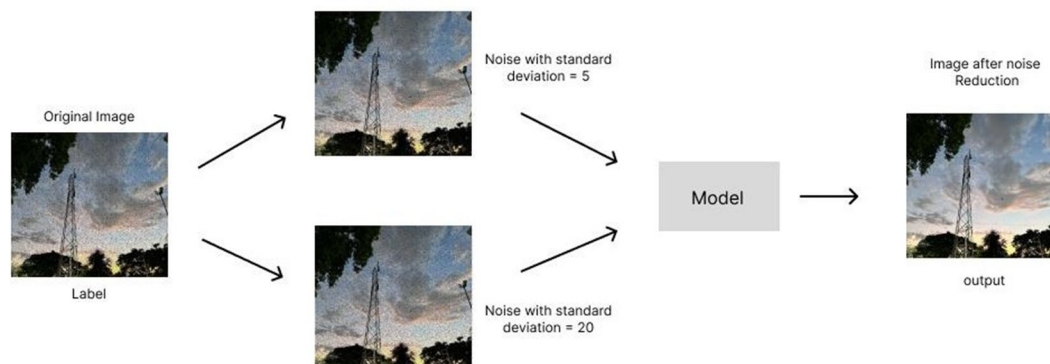 Original Image
Label
Noise with standard
deviation = 5
Noise with standard
deviation = 20
Model
Image after noise
Reduction
output